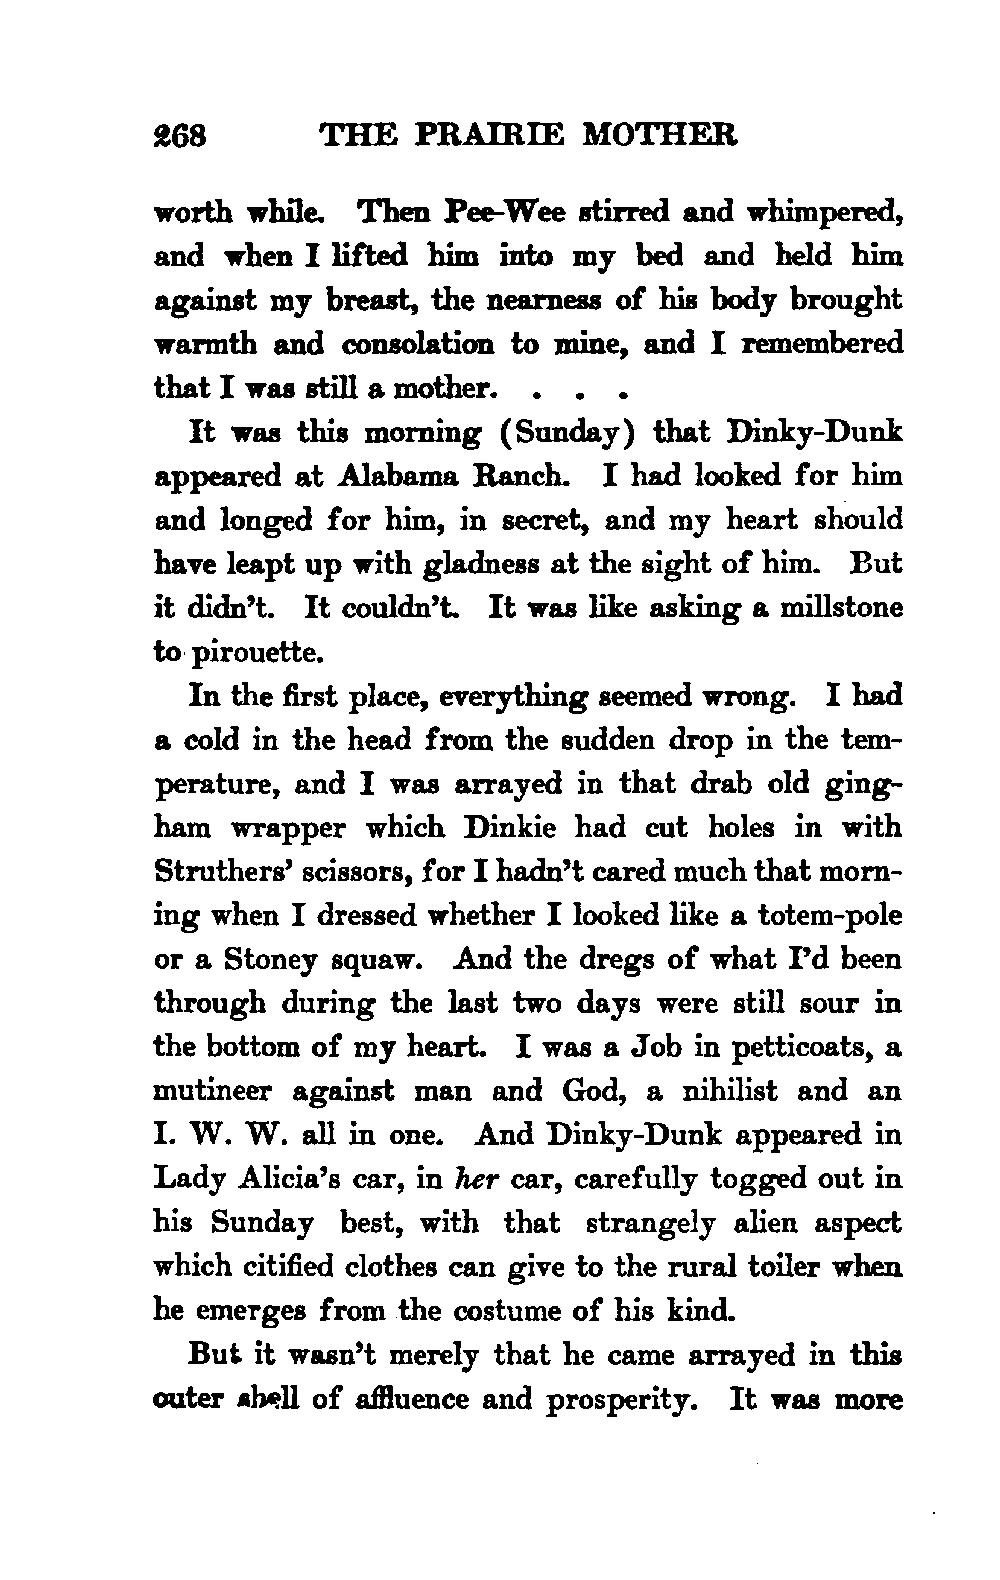 268 THE PRAIRIE MOTHER
worth while. Then Pee-Wee stirred and whimpered,
and when I lifted him into my bed and held him
against my breast, the nearness of his body brought
warmth and consolation to mine, and I remembered
that I was still a mother. . . .
It was this morning (Sunday) that Dinky-Dunk
appeared at Alabama Ranch. I had looked for him
and longed for him, in secret, and my heart should
have leapt up with gladness at the sight of him. But
it didn't. It couldn't. It was like asking a millstone
to pirouette.
In the first place, everything seemed wrong. I had
a cold in the head from the sudden drop in the tem-
perature, and I was arrayed in that drab old ging-
ham wrapper which Dinkie had cut holes in with
Struthers' scissors, for I hadn't cared much that morn-
ing when I dressed whether I looked like a totem-pole
or a Stoney squaw. And the dregs of what I'd been
through during the last two days were still sour in
the bottom of my heart. I was a Job in petticoats, a
mutineer against man and God, a nihilist and an
I. W. W. all in one. And Dinky-Dunk appeared in
Lady Alicia's car, in her car, carefully togged out in
his Sunday best, with that strangely alien aspect
which citified clothes can give to the rural toiler when
he emerges from the costume of his kind.
But it wasn't merely that he came arrayed in this
outer shell of affluence and prosperity. It was more